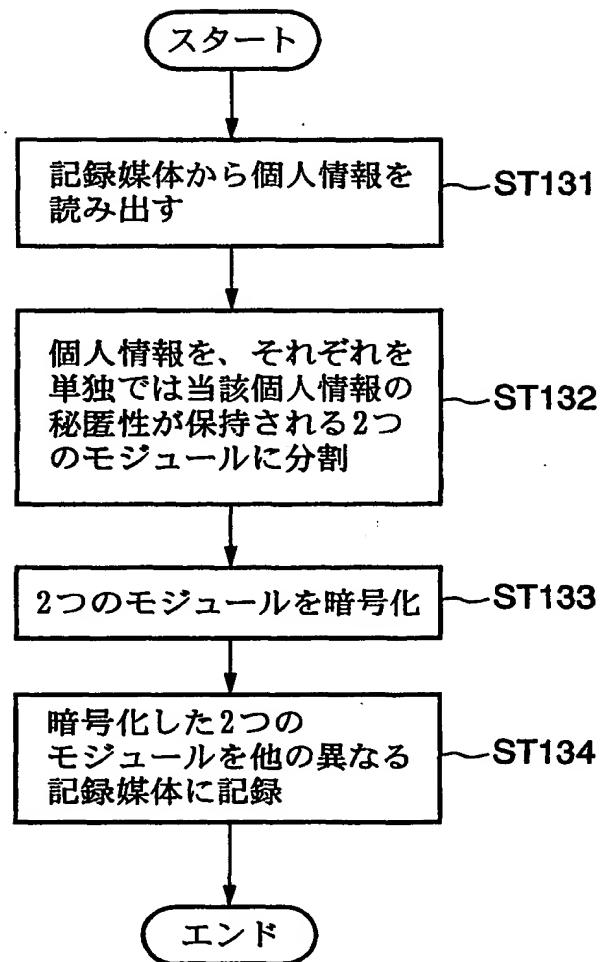 スタート
記録媒体から個人情報を
読み出す
ST131
個人情報を、それぞれを
単独では当該個人情報の
秘匿性が保持される2つ
のモジュールに分割
ST132
2つのモジュールを暗号化
ST133
暗号化した2つの
モジュールを他の異なる
記録媒体に記録
ST134
エンド